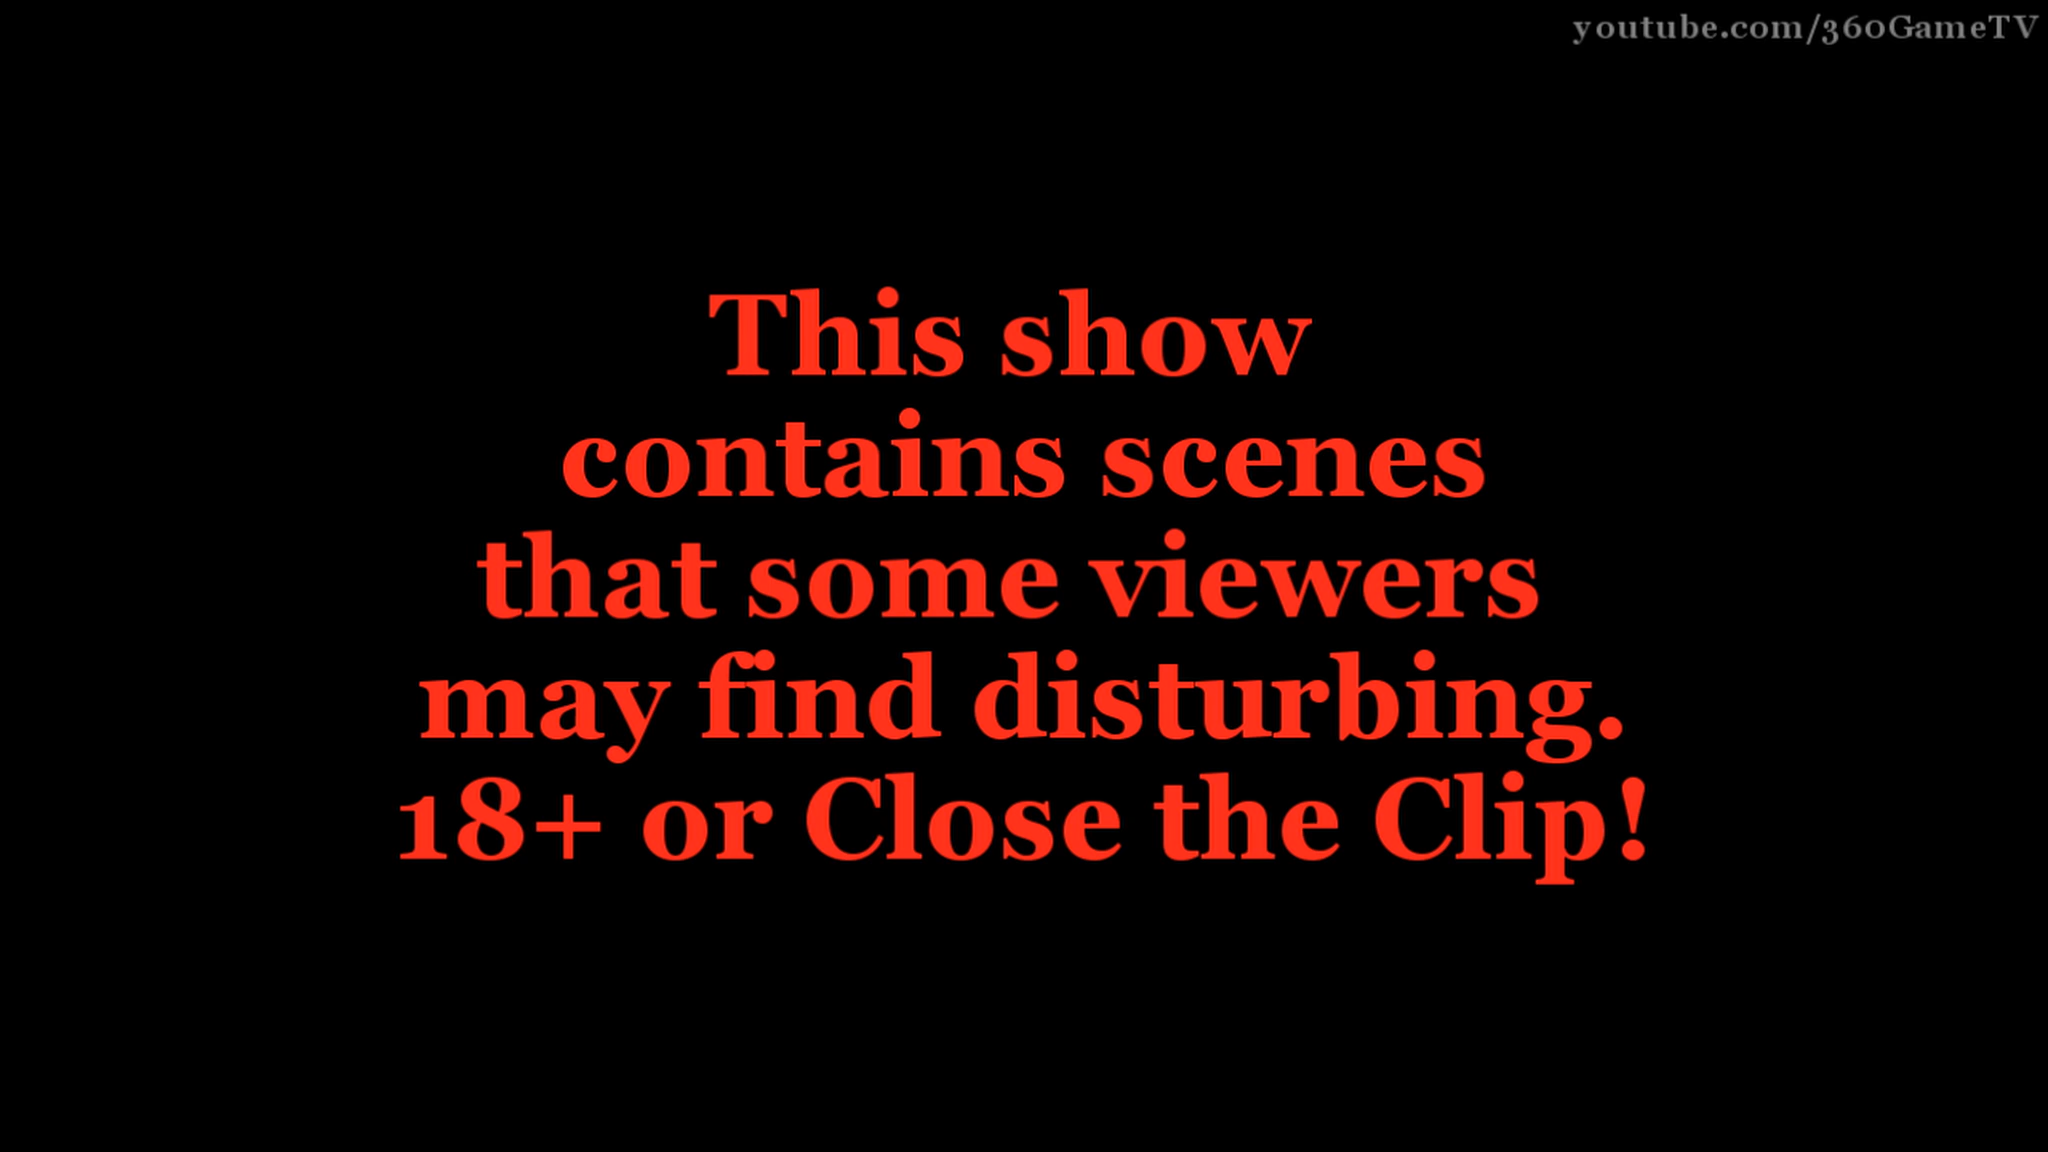 youtube.com/360GameTV
This show
contains scenes
that some viewers
may find disturbing.
18+ or Close the Clip!